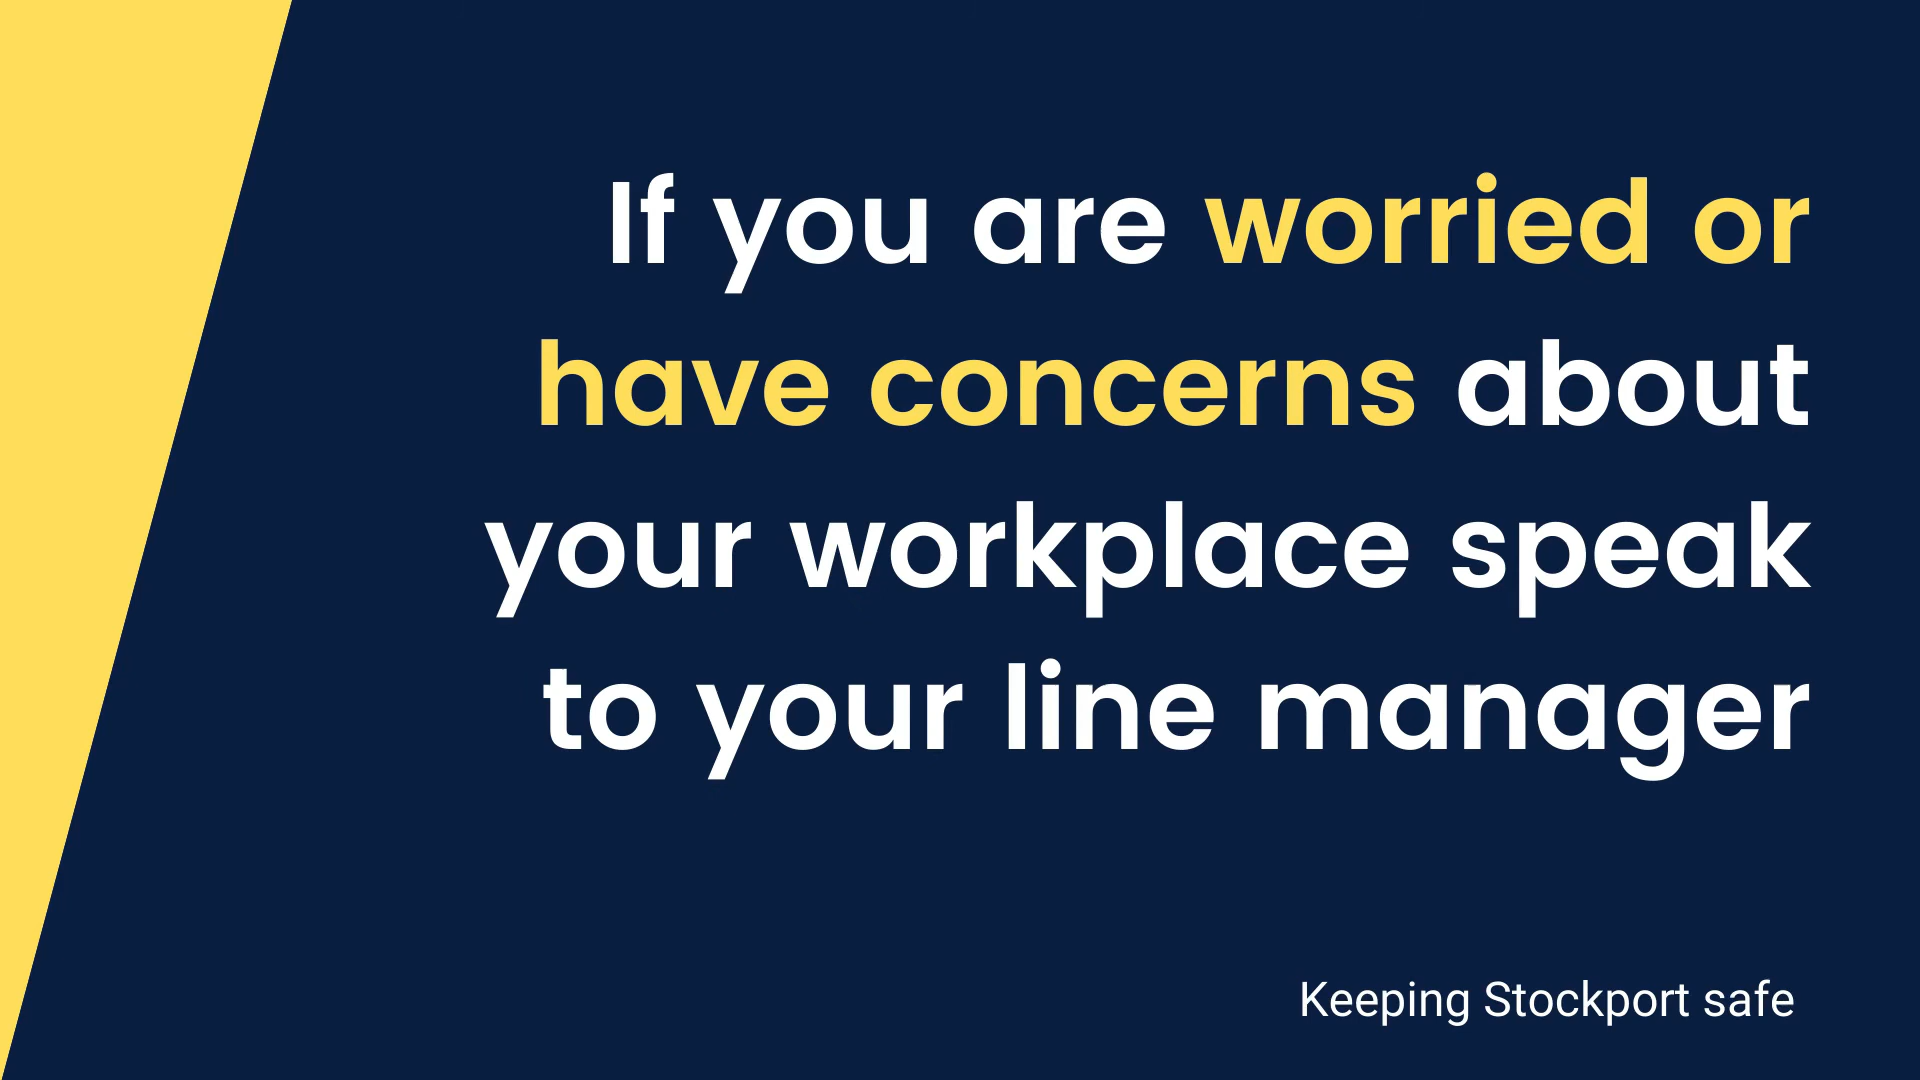 If you are worried or
have concerns about
your workplace speak
to your line manager
Keeping Stockport safe